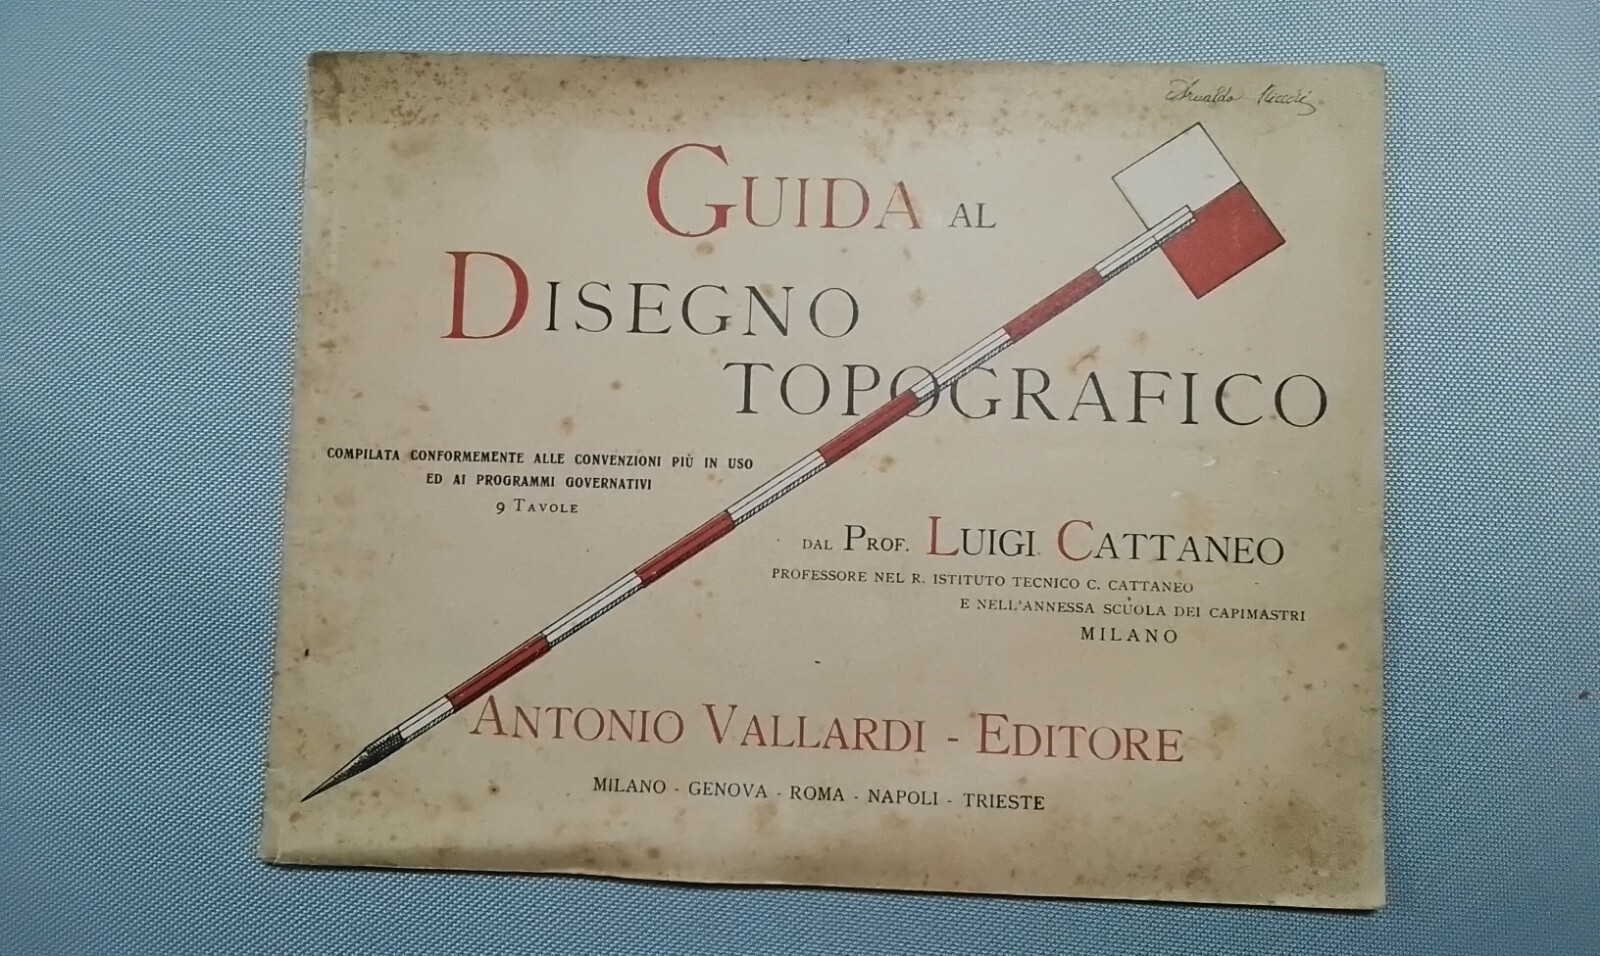 GUIDA AL
DISEGNO
TOPOGRAFICO
COMPILATA CONFORMEMENTE ALLE CONVENZIONI PIÙ IN USO
ED AI PROGRAMMI GOVERNATIVI
9 TAVOLE
DAL PROF. LUIGI CATTANEO
PROFESSORE NEL R. ISTITUTO TECNICO C. CATTANEO
E NELL'ANNESSA SCUOLA DEI CAPIMASTRI
MILANO
ANTONIO VALLARDI - EDITORE
MILANO - GENOVA - ROMA - NAPOLI - TRIESTE